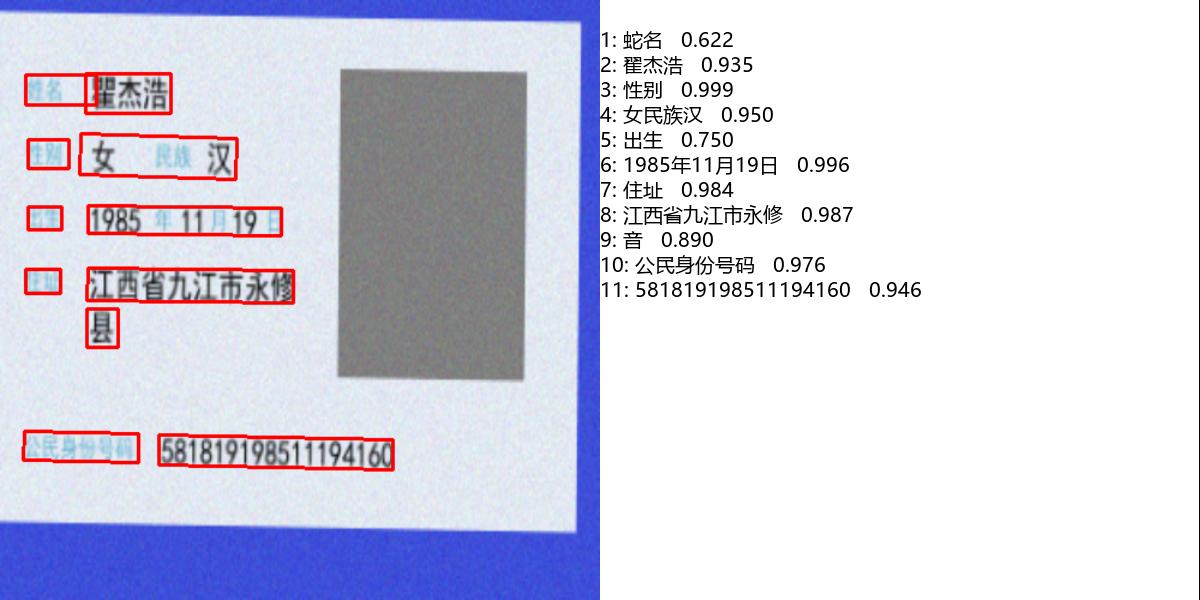 姓名 瞿杰浩
性别 女 民族 汉
出生 1985 年 11 月 19 日
住址 江西省九江市永修
县
公民身份号码 581819198511194160
1: 蛇名 0.622
2: 翟杰浩 0.935
3: 性别 0.999
4: 女民族汉 0.950
5: 出生 0.750
6: 1985年11月19日 0.996
7: 住址 0.984
8: 江西省九江市永修 0.987
9: 音 0.890
10: 公民身份号码 0.976
11: 581819198511194160 0.946